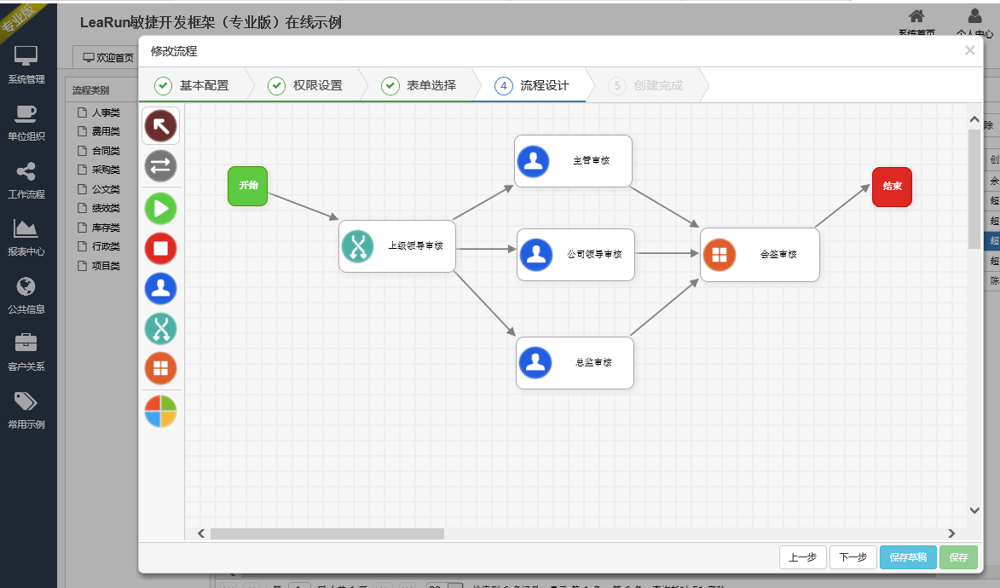 专业版
LeaRun敏捷开发框架（专业版）在线示例
系统首页
个人中心
系统管理
单位组织
工作流程
报表中心
公共信息
客户关系
常用示例
欢迎首页
流程类别
人事类
费用类
合同类
采购类
公文类
绩效类
库存类
行政类
项目类
修改流程
×
基本配置
权限设置
表单选择
4 流程设计
5 创建完成
开始
上级领导审核
主管审核
公司领导审核
总监审核
会签审核
结束
除
创
余
超
超
超
超
陈
上一步
下一步
保存草稿
保存